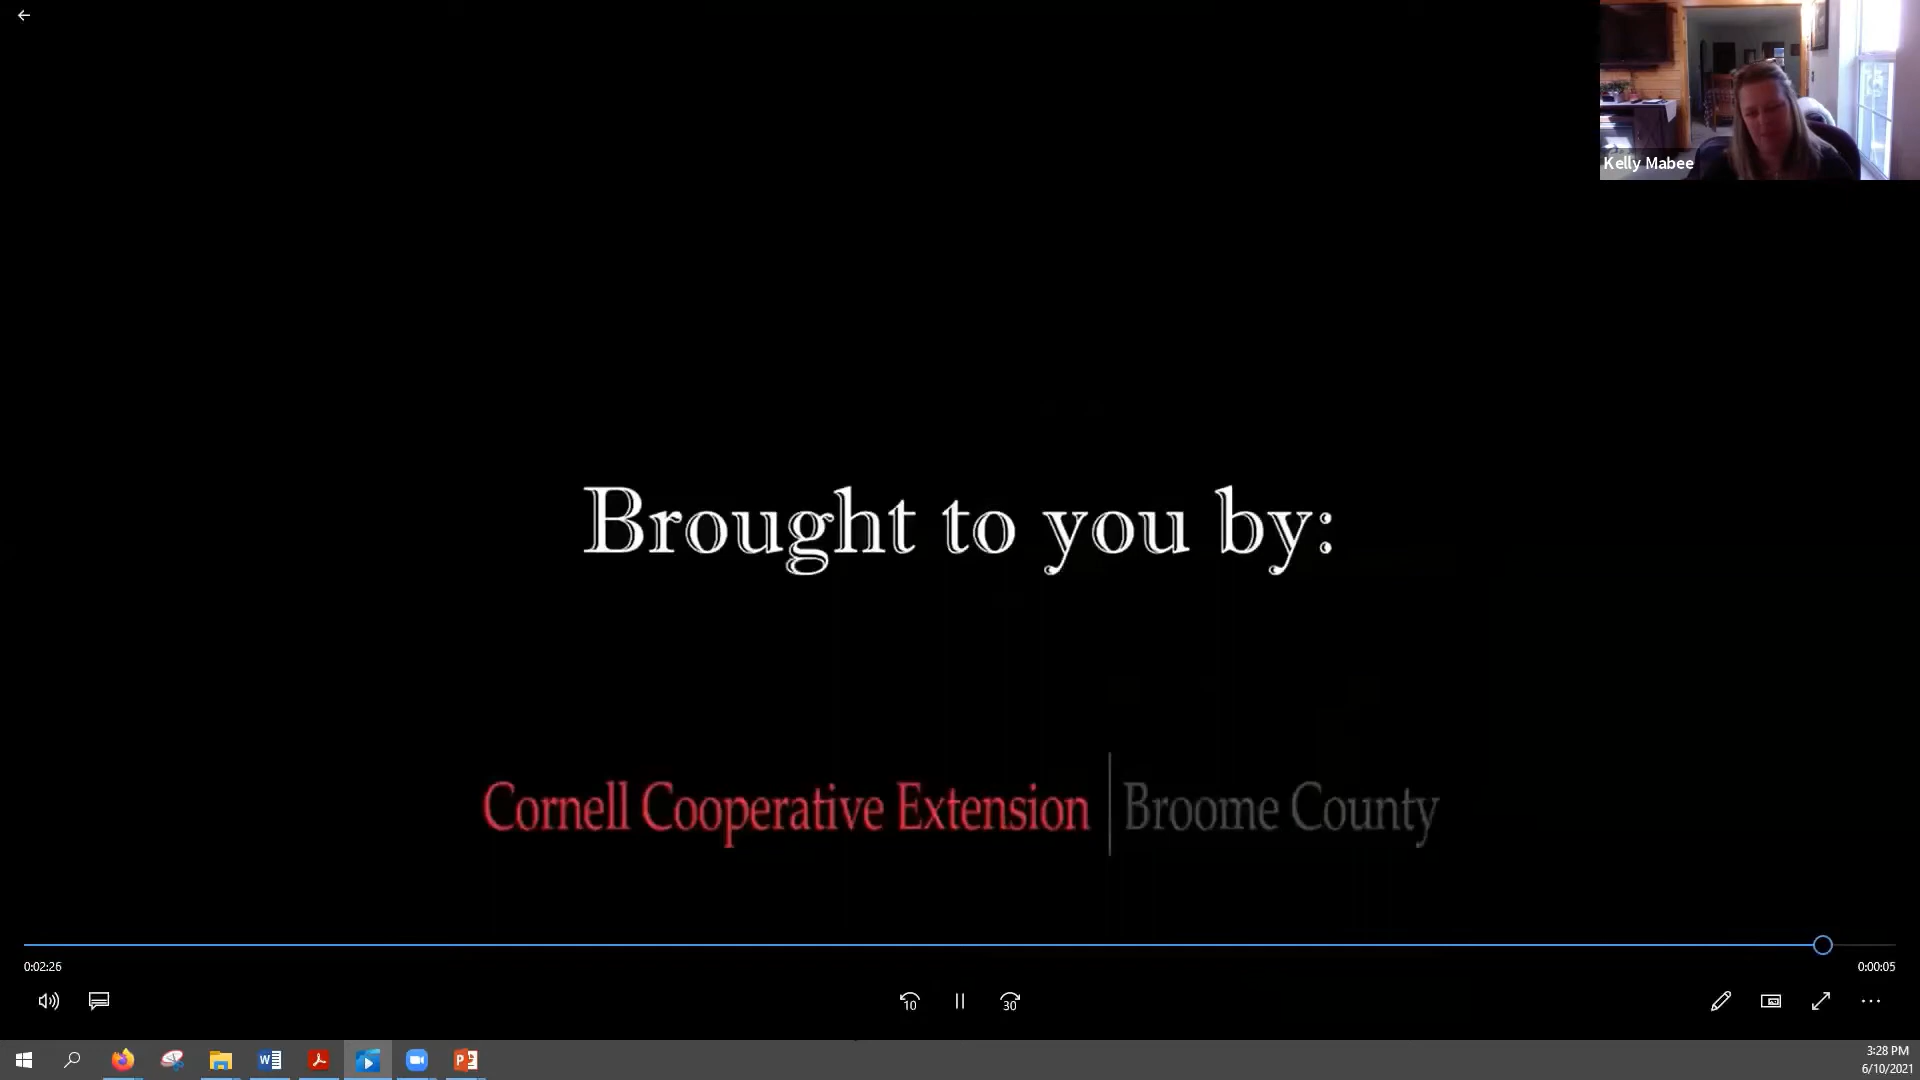 Kelly Mabee
Brought to you by:
Cornell Cooperative Extension | Broome County
0:02:26
0:00:05
10
30
3:28 PM
6/10/2021